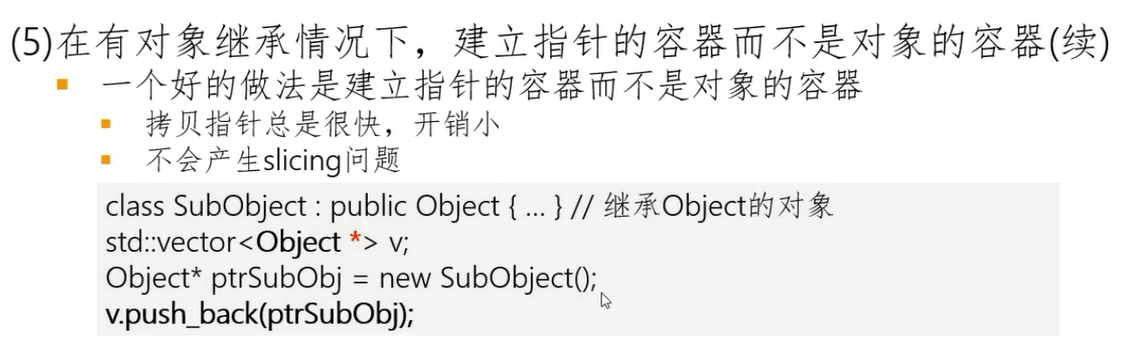 (5)在有对象继承情况下，建立指针的容器而不是对象的容器(续)
一个好的做法是建立指针的容器而不是对象的容器
拷贝指针总是很快，开销小
不会产生slicing问题
class SubObject : public Object { ... } // 继承Object的对象
std::vector<Object *> v;
Object* ptrSubObj = new SubObject();
v.push_back(ptrSubObj);